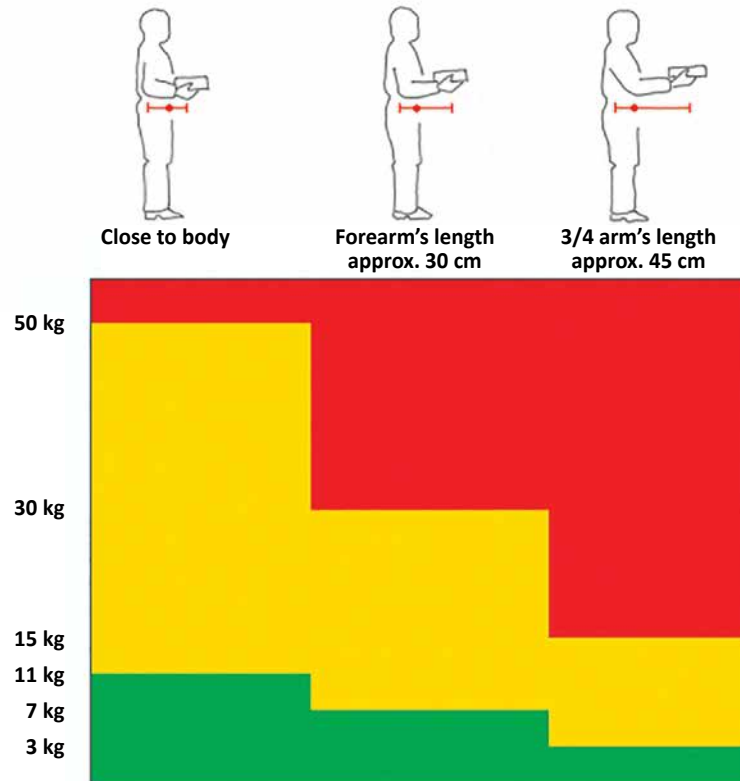 Close to body
Forearm's length
approx. 30 cm
3/4 arm's length
approx. 45 cm
50 kg
30 kg
15 kg
11 kg
7 kg
3 kg